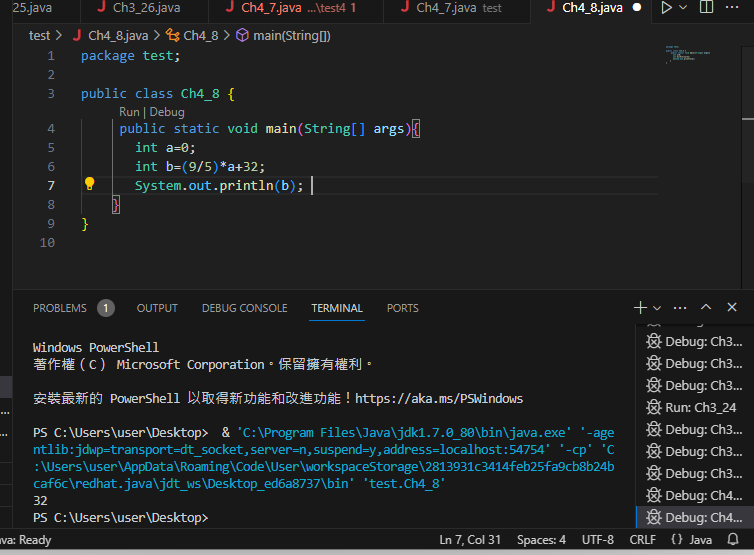 25.java Ch3_26.java Ch4_7.java ...\test4 1 Ch4_7.java test Ch4_8.java
test > Ch4_8.java > Ch4_8 > main(String[])
1 package test;
2
3 public class Ch4_8 {
Run | Debug
4 public static void main(String[] args){
5 int a=0;
6 int b=(9/5)*a+32;
7 System.out.println(b);
8 }
9 }
10
PROBLEMS 1 OUTPUT DEBUG CONSOLE TERMINAL PORTS
Windows PowerShell
著作權（C） Microsoft Corporation。保留擁有權利。
安裝最新的 PowerShell 以取得新功能和改進功能！https://aka.ms/PSWindows
PS C:\Users\user\Desktop> & 'C:\Program Files\Java\jdk1.7.0_80\bin\java.exe' '-age
ntlib:jdwp=transport=dt_socket,server=n,suspend=y,address=localhost:54754' '-cp' 'C
:\Users\user\AppData\Roaming\Code\User\workspaceStorage\2813931c3414feb25fa9cb8b24b
caf6c\redhat.java\jdt_ws\Desktop_ed6a8737\bin' 'test.Ch4_8'
32
PS C:\Users\user\Desktop>
Debug: Ch3...
Debug: Ch3...
Debug: Ch3...
Run: Ch3_24
Debug: Ch3...
Debug: Ch3...
Debug: Ch3...
Debug: Ch4...
Debug: Ch4...
ava: Ready Ln 7, Col 31 Spaces: 4 UTF-8 CRLF {} Java